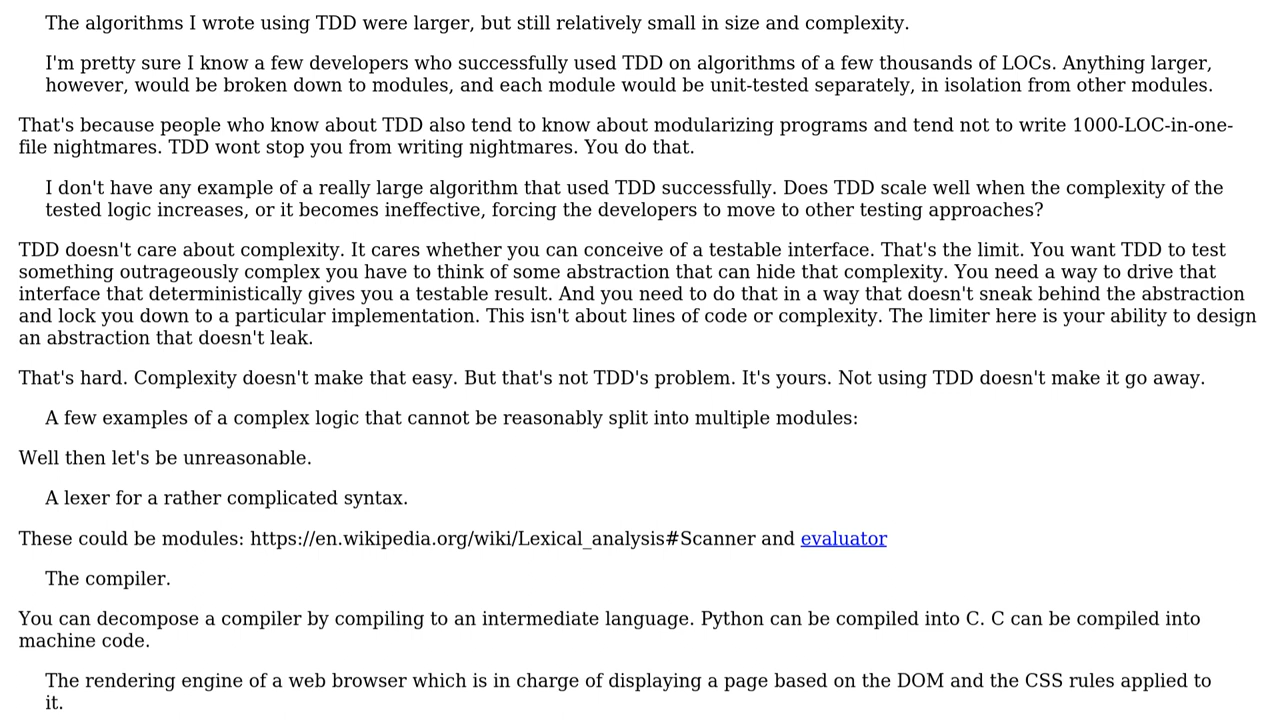 The algorithms I wrote using TDD were larger, but still relatively small in size and complexity.
I'm pretty sure I know a few developers who successfully used TDD on algorithms of a few thousands of LOCs. Anything larger,
however, would be broken down to modules, and each module would be unit-tested separately, in isolation from other modules.
That's because people who know about TDD also tend to know about modularizing programs and tend not to write 1000-LOC-in-one-
file nightmares. TDD wont stop you from writing nightmares. You do that.
I don't have any example of a really large algorithm that used TDD successfully. Does TDD scale well when the complexity of the
tested logic increases, or it becomes ineffective, forcing the developers to move to other testing approaches?
TDD doesn't care about complexity. It cares whether you can conceive of a testable interface. That's the limit. You want TDD to test
something outrageously complex you have to think of some abstraction that can hide that complexity. You need a way to drive that
interface that deterministically gives you a testable result. And you need to do that in a way that doesn't sneak behind the abstraction
and lock you down to a particular implementation. This isn't about lines of code or complexity. The limiter here is your ability to design
an abstraction that doesn't leak.
That's hard. Complexity doesn't make that easy. But that's not TDD's problem. It's yours. Not using TDD doesn't make it go away.
A few examples of a complex logic that cannot be reasonably split into multiple modules:
Well then let's be unreasonable.
A lexer for a rather complicated syntax.
These could be modules: https://en.wikipedia.org/wiki/Lexical_analysis#Scanner and evaluator
The compiler.
You can decompose a compiler by compiling to an intermediate language. Python can be compiled into C. C can be compiled into
machine code.
The rendering engine of a web browser which is in charge of displaying a page based on the DOM and the CSS rules applied to
it.